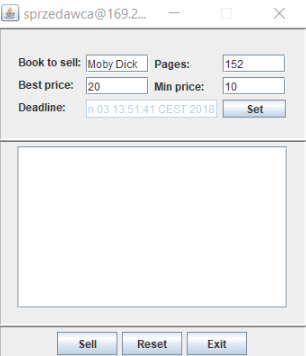 sprzedawca@169.2...
Book to sell: Moby Dick Pages: 152
Best price: 20 Min price: 10
Deadline: n 03 13:51:41 CEST 2018 Set
Sell Reset Exit